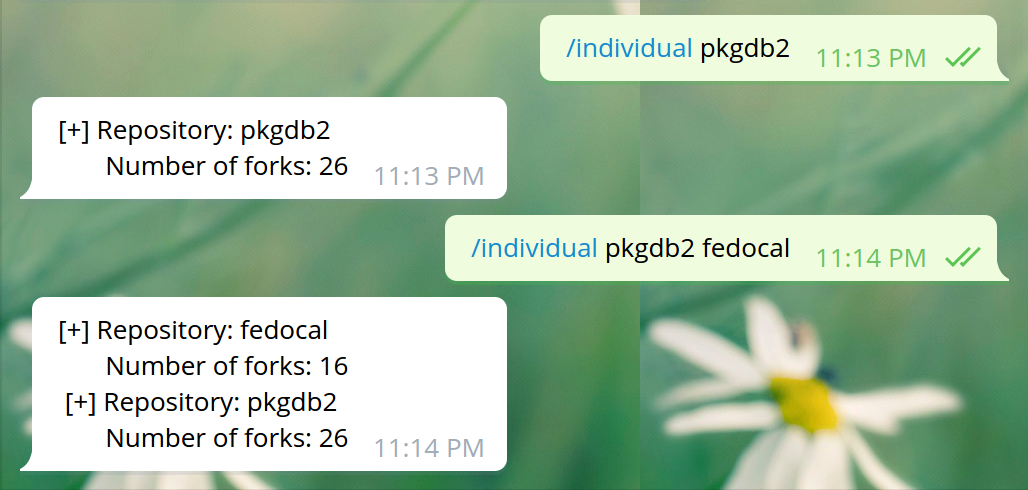 /individual pkgdb2 11:13 PM
[+] Repository: pkgdb2
Number of forks: 26 11:13 PM
/individual pkgdb2 fedocal 11:14 PM
[+] Repository: fedocal
Number of forks: 16
[+] Repository: pkgdb2
Number of forks: 26 11:14 PM